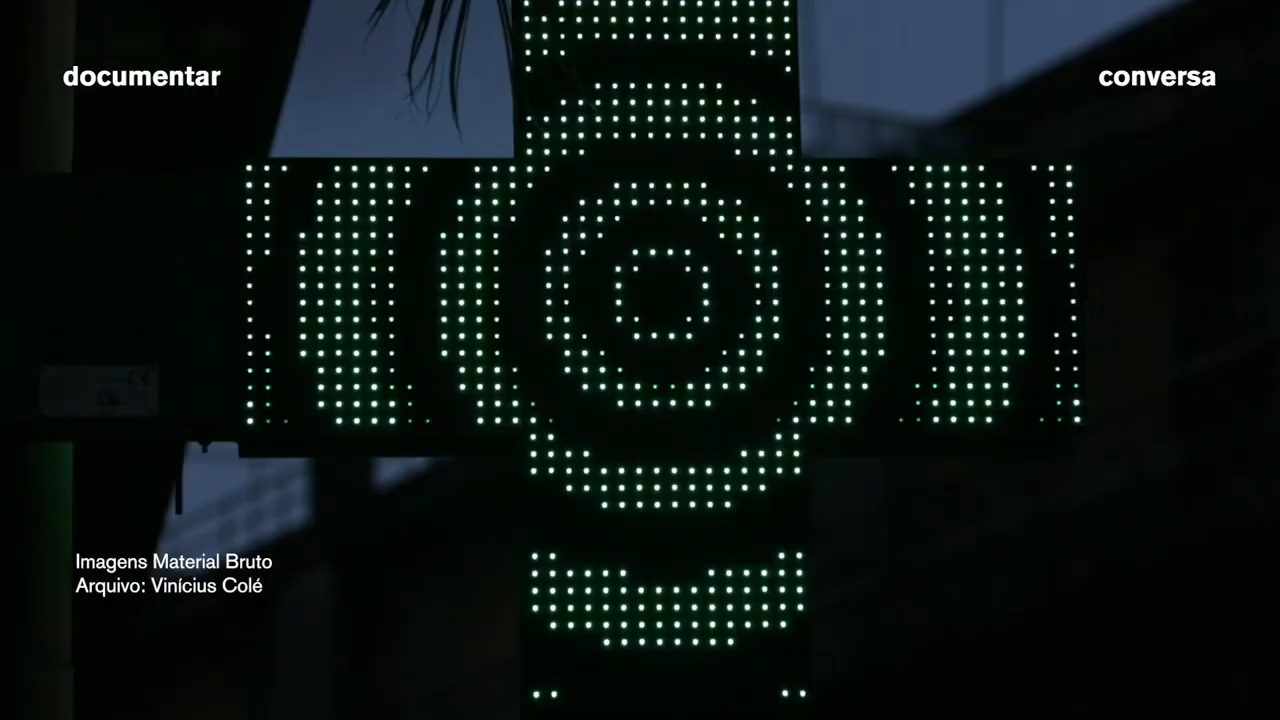 documentar
conversa
Imagens Material Bruto
Arquivo: Vinícius Colé